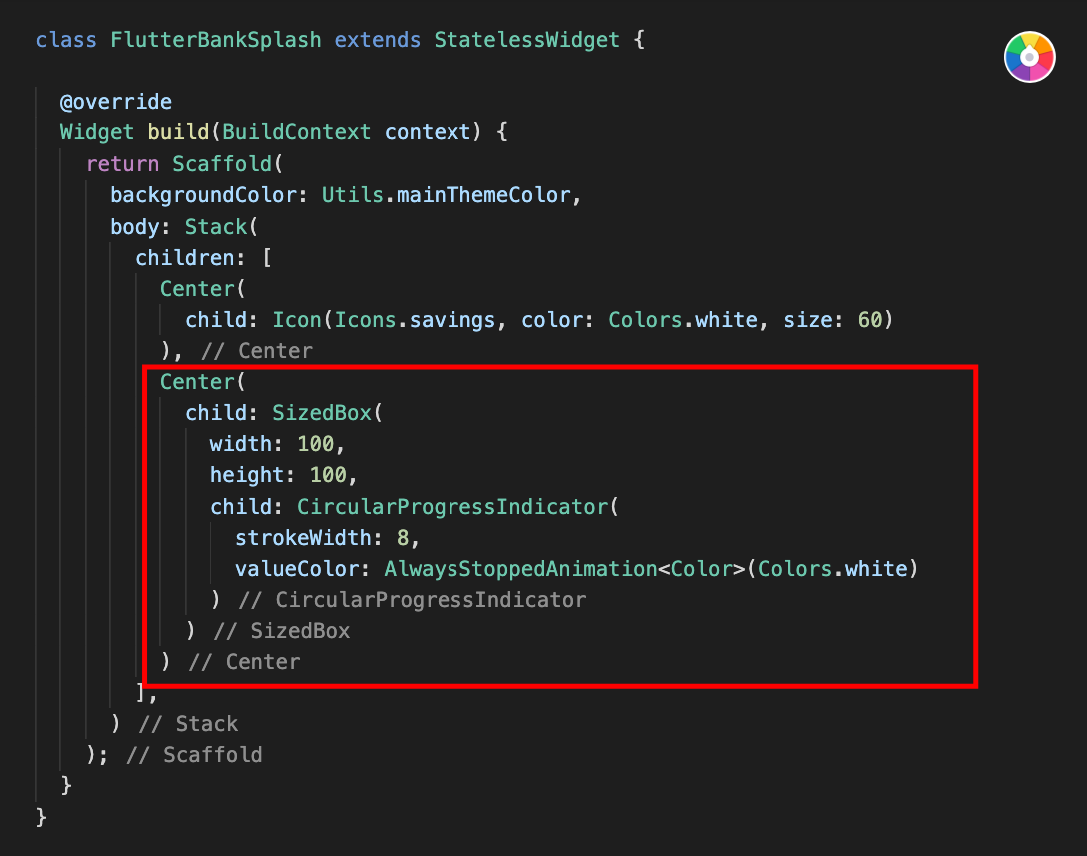 class FlutterBankSplash extends StatelessWidget {
@override
Widget build(BuildContext context) {
return Scaffold(
backgroundColor: Utils.mainThemeColor,
body: Stack(
children: [
Center(
child: Icon(Icons.savings, color: Colors.white, size: 60)
), // Center
Center(
child: SizedBox(
width: 100,
height: 100,
child: CircularProgressIndicator(
strokeWidth: 8,
valueColor: AlwaysStoppedAnimation<Color>(Colors.white)
) // CircularProgressIndicator
) // SizedBox
) // Center
],
) // Stack
); // Scaffold
}
}